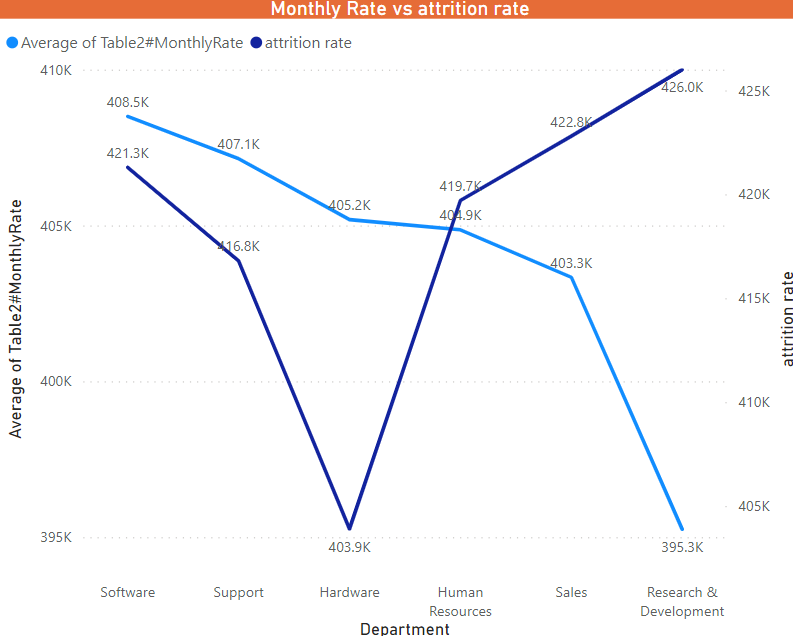 Monthly Rate vs attrition rate
Average of Table2#MonthlyRate attrition rate
410K
405K
400K
395K
Average of Table2#MonthlyRate
408.5K
407.1K
405.2K
404.9K
403.3K
395.3K
421.3K
416.8K
403.9K
419.7K
422.8K
426.0K
425K
420K
415K
410K
405K
attrition rate
Software Support Hardware Human Sales Research &
Resources Development
Department